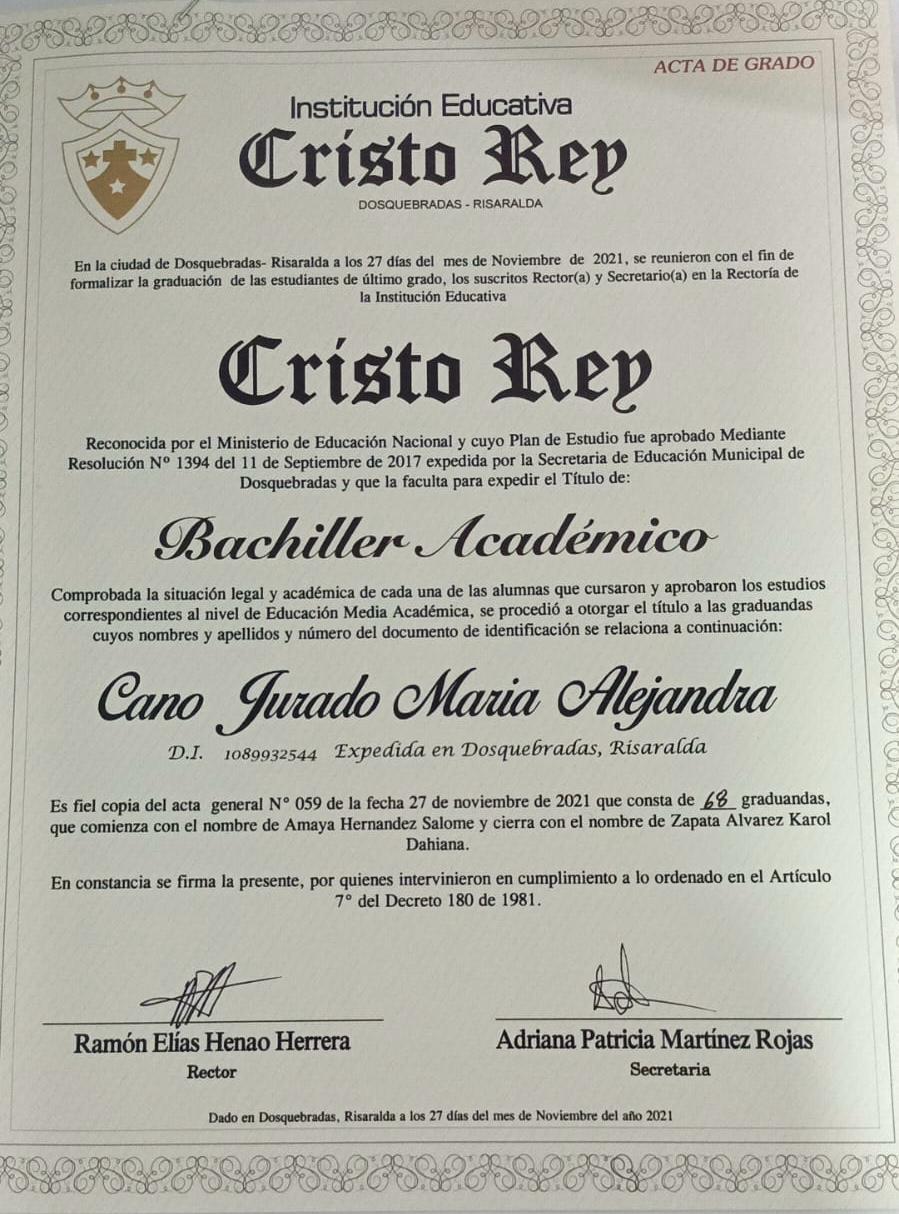 ACTA DE GRADO
Institución Educativa
Cristo Rey
DOSQUEBRADAS - RISARALDA
En la ciudad de Dosquebradas- Risaralda a los 27 días del mes de Noviembre de 2021, se reunieron con el fin de
formalizar la graduación de las estudiantes de último grado, los suscritos Rector(a) y Secretario(a) en la Rectoría de
la Institución Educativa
Cristo Rey
Reconocida por el Ministerio de Educación Nacional y cuyo Plan de Estudio fue aprobado Mediante
Resolución Nº 1394 del 11 de Septiembre de 2017 expedida por la Secretaria de Educación Municipal de
Dosquebradas y que la faculta para expedir el Título de:
Bachiller Académico
Comprobada la situación legal y académica de cada una de las alumnas que cursaron y aprobaron los estudios
correspondientes al nivel de Educación Media Académica, se procedió a otorgar el título a las graduandas
cuyos nombres y apellidos y número del documento de identificación se relaciona a continuación:
Cano Jurado Maria Alejandra
D.I. 1089932544 Expedida en Dosquebradas, Risaralda
Es fiel copia del acta general N° 059 de la fecha 27 de noviembre de 2021 que consta de 68 graduandas,
que comienza con el nombre de Amaya Hernandez Salome y cierra con el nombre de Zapata Alvarez Karol
Dahiana.
En constancia se firma la presente, por quienes intervinieron en cumplimiento a lo ordenado en el Artículo
7° del Decreto 180 de 1981.
Ramón Elías Henao Herrera
Rector
Adriana Patricia Martínez Rojas
Secretaria
Dado en Dosquebradas, Risaralda a los 27 días del mes de Noviembre del año 2021